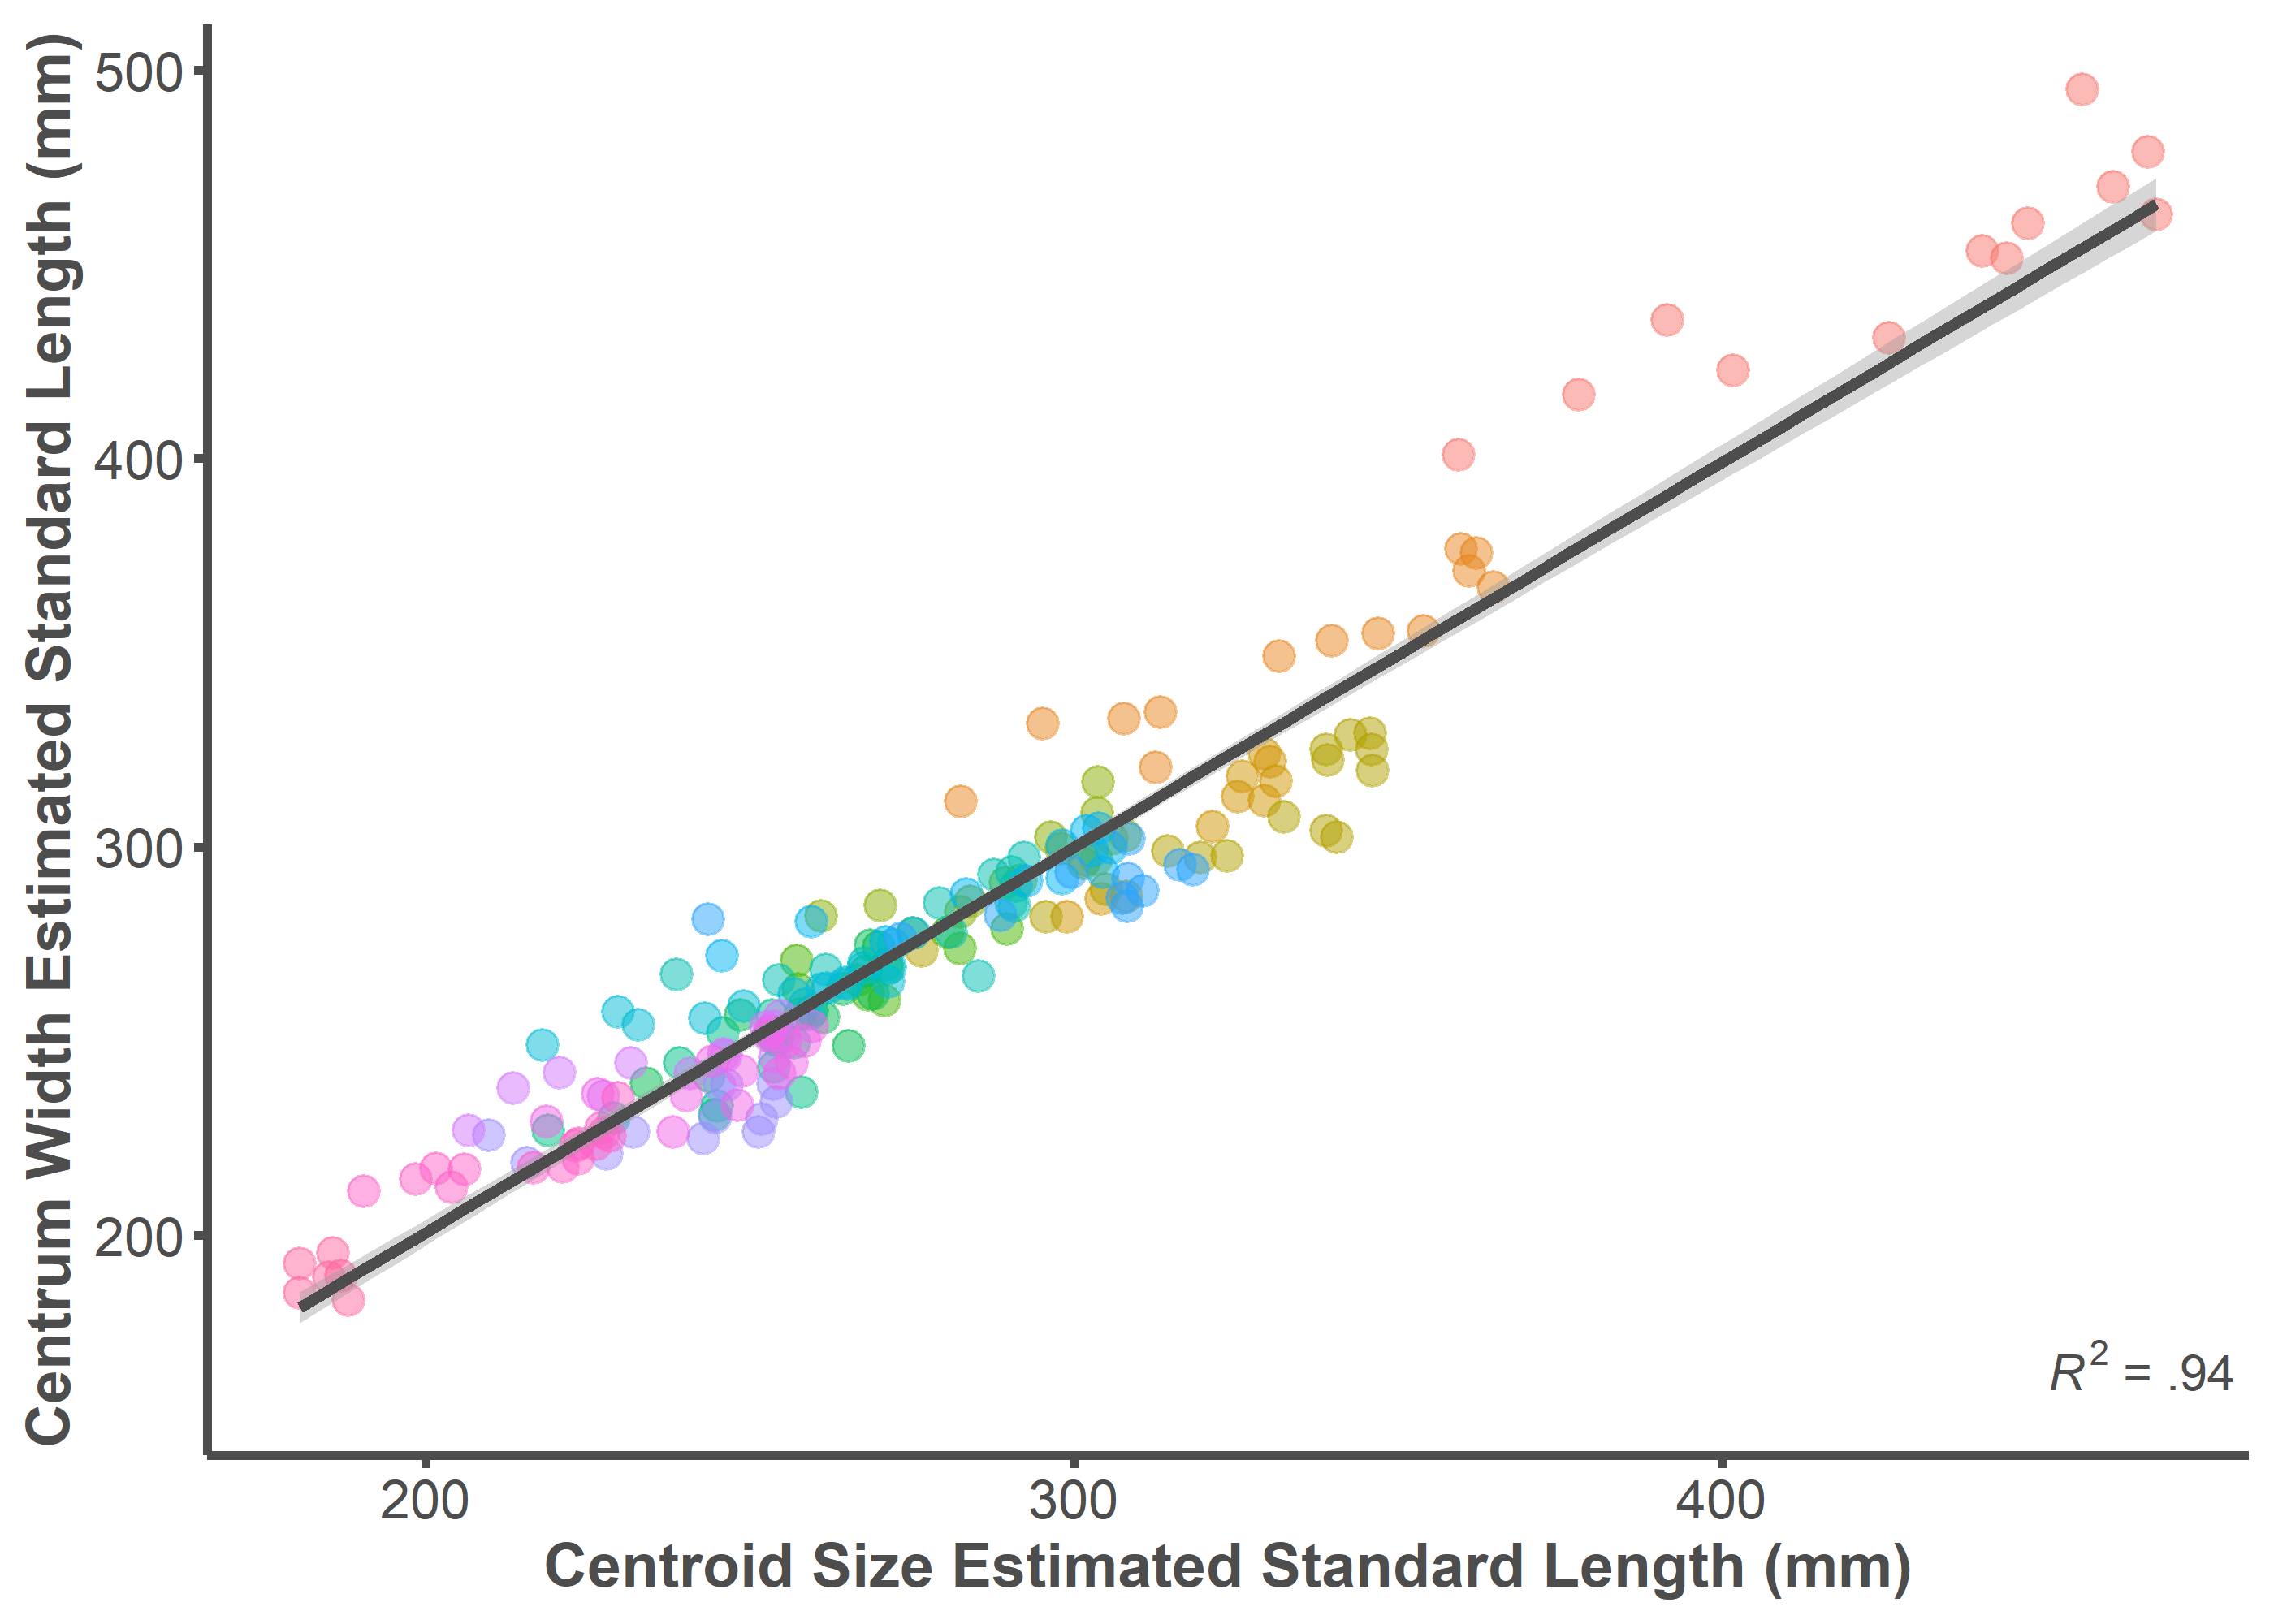 Centrum Width Estimated Standard Length (mm)
500
400
300
200
R² = .94
200 300 400
Centroid Size Estimated Standard Length (mm)